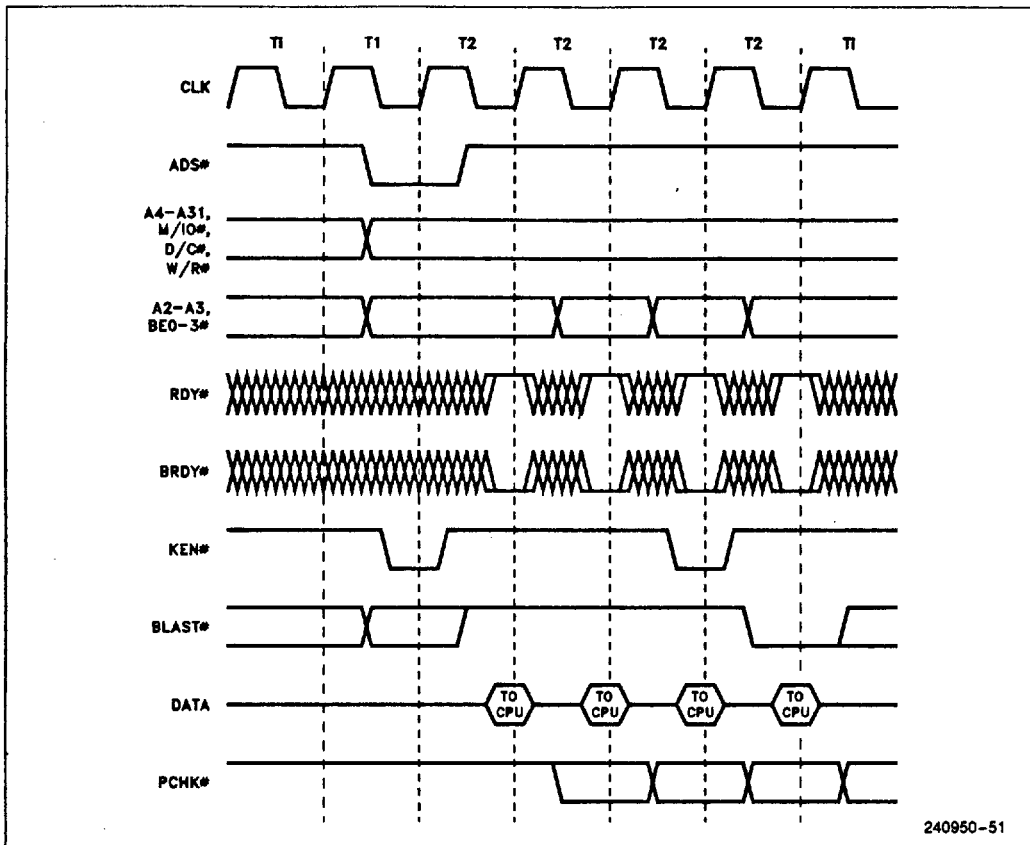 Ti T1 T2 T2 T2 T2 Ti
CLK
ADS#
A4-A31,
M/IO#,
D/C#,
W/R#
A2-A3,
BE0-3#
RDY#
BRDY#
KEN#
BLAST#
DATA
TO TO TO TO
CPU CPU CPU CPU
PCHK#
240950-51